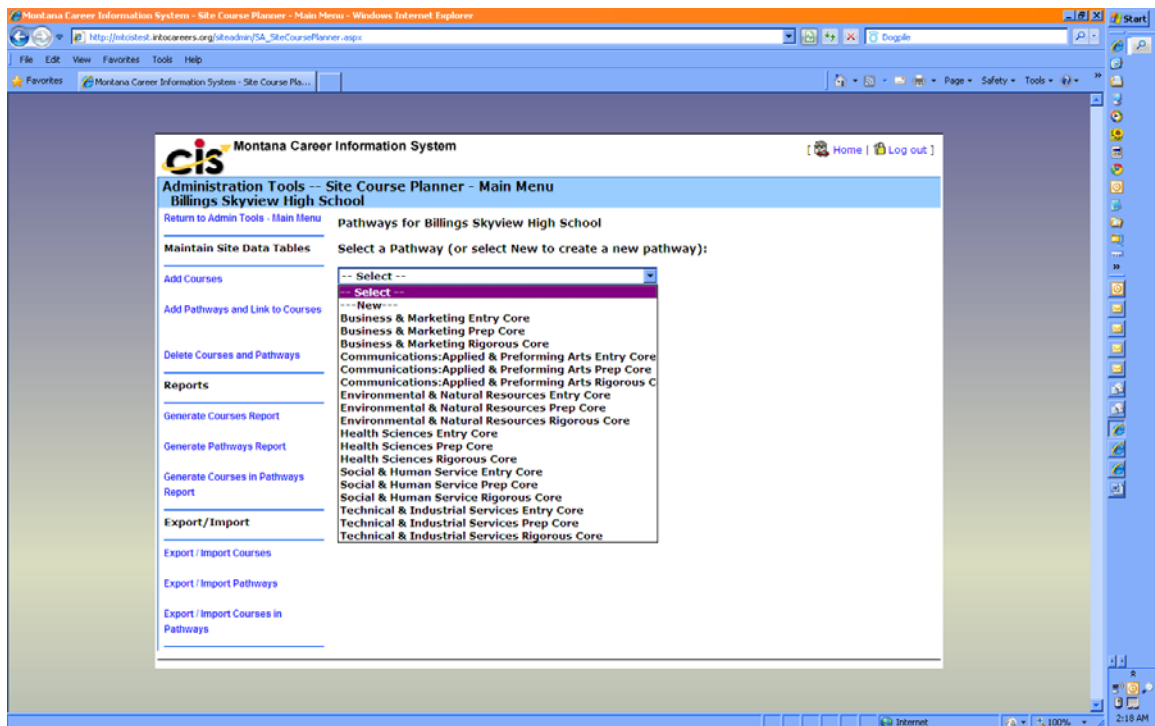 Montana Career Information System - Site Course Planner - Main Menu - Windows Internet Explorer
Start
http://mtcistest.intocareers.org/siteadmin/SA_SiteCoursePlanner.aspx
Dogpile
File Edit View Favorites Tools Help
Favorites Montana Career Information System - Site Course Pla...
Page Safety Tools
cis Montana Career Information System
[ Home | Log out ]
Administration Tools -- Site Course Planner - Main Menu
Billings Skyview High School
Return to Admin Tools - Main Menu
Maintain Site Data Tables
Add Courses
Add Pathways and Link to Courses
Delete Courses and Pathways
Reports
Generate Courses Report
Generate Pathways Report
Generate Courses in Pathways
Report
Export/Import
Export / Import Courses
Export / Import Pathways
Export / Import Courses in
Pathways
Pathways for Billings Skyview High School
Select a Pathway (or select New to create a new pathway):
-- Select --
-- Select --
---New---
Business & Marketing Entry Core
Business & Marketing Prep Core
Business & Marketing Rigorous Core
Communications:Applied & Preforming Arts Entry Core
Communications:Applied & Preforming Arts Prep Core
Communications:Applied & Preforming Arts Rigorous C
Environmental & Natural Resources Entry Core
Environmental & Natural Resources Prep Core
Environmental & Natural Resources Rigorous Core
Health Sciences Entry Core
Health Sciences Prep Core
Health Sciences Rigorous Core
Social & Human Service Entry Core
Social & Human Service Prep Core
Social & Human Service Rigorous Core
Technical & Industrial Services Entry Core
Technical & Industrial Services Prep Core
Technical & Industrial Services Rigorous Core
Internet
100%
2:18 AM